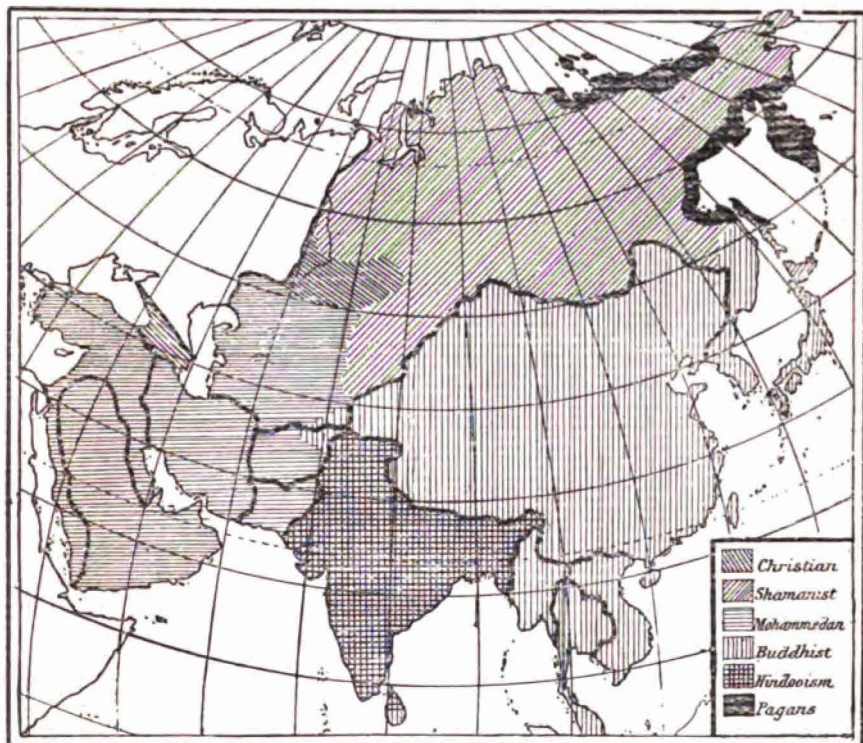 Christian
Shamanist
Mohammedan
Buddhist
Hindooism
Pagans